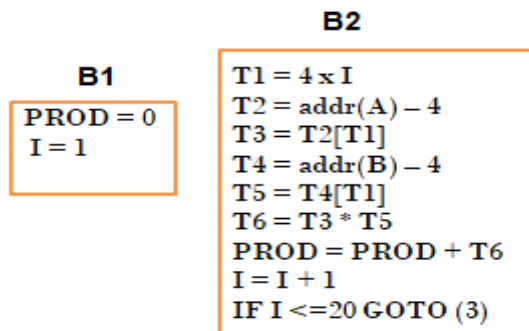 B1
PROD = 0
I = 1
B2
T1 = 4 x I
T2 = addr(A) – 4
T3 = T2[T1]
T4 = addr(B) – 4
T5 = T4[T1]
T6 = T3 * T5
PROD = PROD + T6
I = I + 1
IF I <=20 GOTO (3)